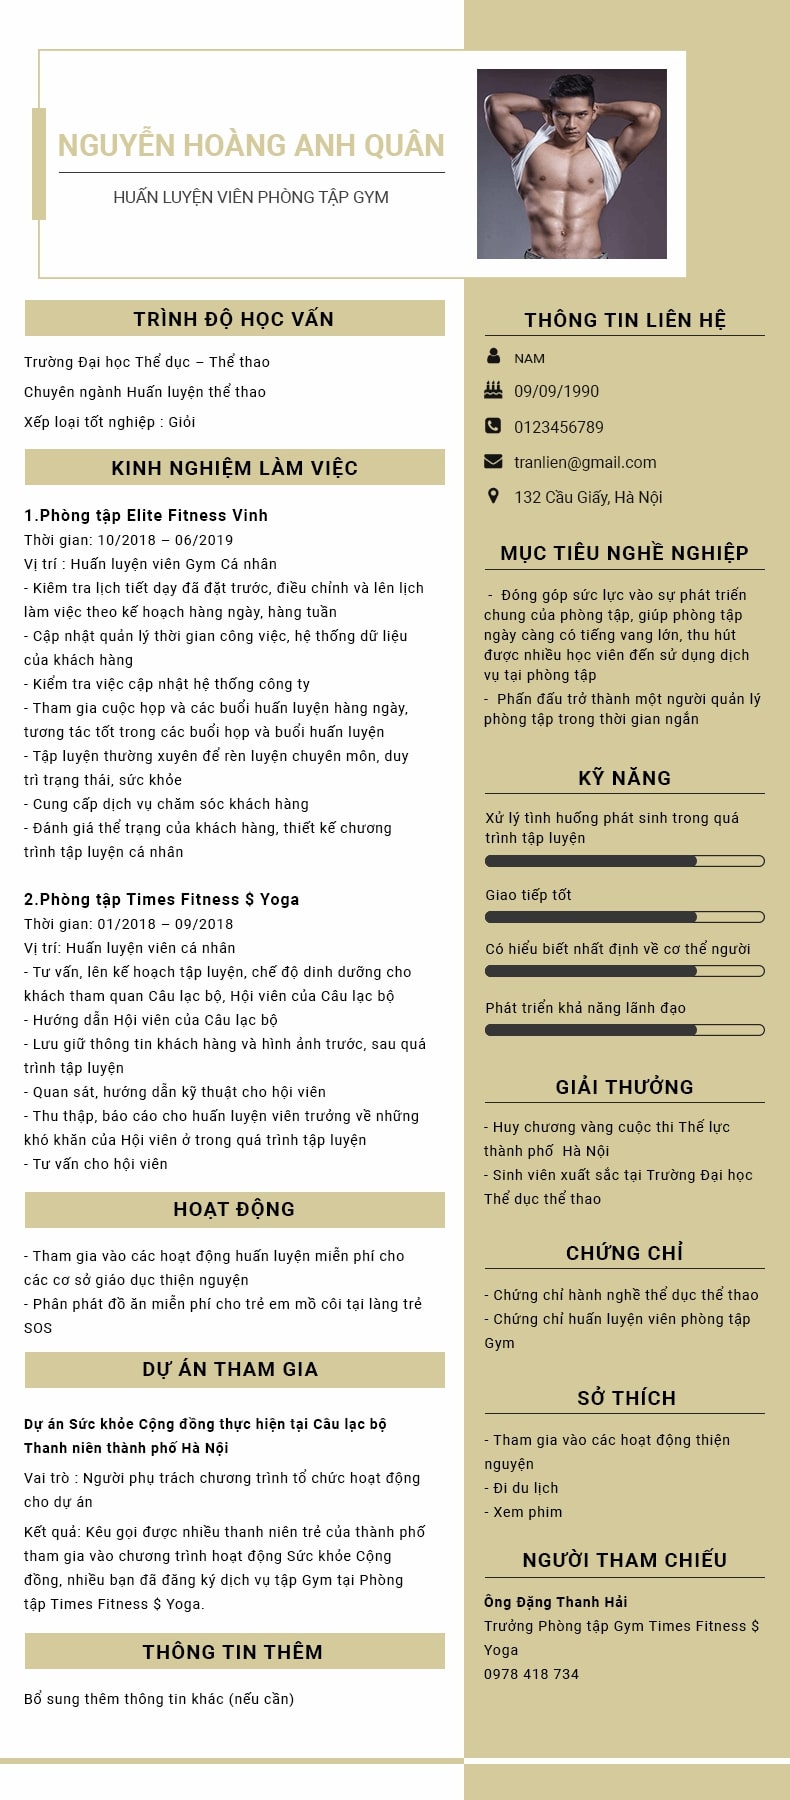 NGUYỄN HOÀNG ANH QUÂN
HUẤN LUYỆN VIÊN PHÒNG TẬP GYM
TRÌNH ĐỘ HỌC VẤN
Trường Đại học Thể dục – Thể thao
Chuyên ngành Huấn luyện thể thao
Xếp loại tốt nghiệp : Giỏi
KINH NGHIỆM LÀM VIỆC
1.Phòng tập Elite Fitness Vinh
Thời gian: 10/2018 – 06/2019
Vị trí : Huấn luyện viên Gym Cá nhân
- Kiêm tra lịch tiết dạy đã đặt trước, điều chỉnh và lên lịch
làm việc theo kế hoạch hàng ngày, hàng tuần
- Cập nhật quản lý thời gian công việc, hệ thống dữ liệu
của khách hàng
- Kiểm tra việc cập nhật hệ thống công ty
- Tham gia cuộc họp và các buổi huấn luyện hàng ngày,
tương tác tốt trong các buổi họp và buổi huấn luyện
- Tập luyện thường xuyên để rèn luyện chuyên môn, duy
trì trạng thái, sức khỏe
- Cung cấp dịch vụ chăm sóc khách hàng
- Đánh giá thể trạng của khách hàng, thiết kế chương
trình tập luyện cá nhân
2.Phòng tập Times Fitness $ Yoga
Thời gian: 01/2018 – 09/2018
Vị trí: Huấn luyện viên cá nhân
- Tư vấn, lên kế hoạch tập luyện, chế độ dinh dưỡng cho
khách tham quan Câu lạc bộ, Hội viên của Câu lạc bộ
- Hướng dẫn Hội viên của Câu lạc bộ
- Lưu giữ thông tin khách hàng và hình ảnh trước, sau quá
trình tập luyện
- Quan sát, hướng dẫn kỹ thuật cho hội viên
- Thu thập, báo cáo cho huấn luyện viên trưởng về những
khó khăn của Hội viên ở trong quá trình tập luyện
- Tư vấn cho hội viên
HOẠT ĐỘNG
- Tham gia vào các hoạt động huấn luyện miễn phí cho
các cơ sở giáo dục thiện nguyện
- Phân phát đồ ăn miễn phí cho trẻ em mồ côi tại làng trẻ
SOS
DỰ ÁN THAM GIA
Dự án Sức khỏe Cộng đồng thực hiện tại Câu lạc bộ
Thanh niên thành phố Hà Nội
Vai trò : Người phụ trách chương trình tổ chức hoạt động
cho dự án
Kết quả: Kêu gọi được nhiều thanh niên trẻ của thành phố
tham gia vào chương trình hoạt động Sức khỏe Cộng
đồng, nhiều bạn đã đăng ký dịch vụ tập Gym tại Phòng
tập Times Fitness $ Yoga.
THÔNG TIN THÊM
Bổ sung thêm thông tin khác (nếu cần)
THÔNG TIN LIÊN HỆ
NAM
09/09/1990
0123456789
tranlien@gmail.com
132 Cầu Giấy, Hà Nội
MỤC TIÊU NGHỀ NGHIỆP
- Đóng góp sức lực vào sự phát triển
chung của phòng tập, giúp phòng tập
ngày càng có tiếng vang lớn, thu hút
được nhiều học viên đến sử dụng dịch
vụ tại phòng tập
- Phấn đấu trở thành một người quản lý
phòng tập trong thời gian ngắn
KỸ NĂNG
Xử lý tình huống phát sinh trong quá
trình tập luyện
Giao tiếp tốt
Có hiểu biết nhất định về cơ thể người
Phát triển khả năng lãnh đạo
GIẢI THƯỞNG
- Huy chương vàng cuộc thi Thể lực
thành phố Hà Nội
- Sinh viên xuất sắc tại Trường Đại học
Thể dục thể thao
CHỨNG CHỈ
- Chứng chỉ hành nghề thể dục thể thao
- Chứng chỉ huấn luyện viên phòng tập
Gym
SỞ THÍCH
- Tham gia vào các hoạt động thiện
nguyện
- Đi du lịch
- Xem phim
NGƯỜI THAM CHIẾU
Ông Đặng Thanh Hải
Trưởng Phòng tập Gym Times Fitness $
Yoga
0978 418 734